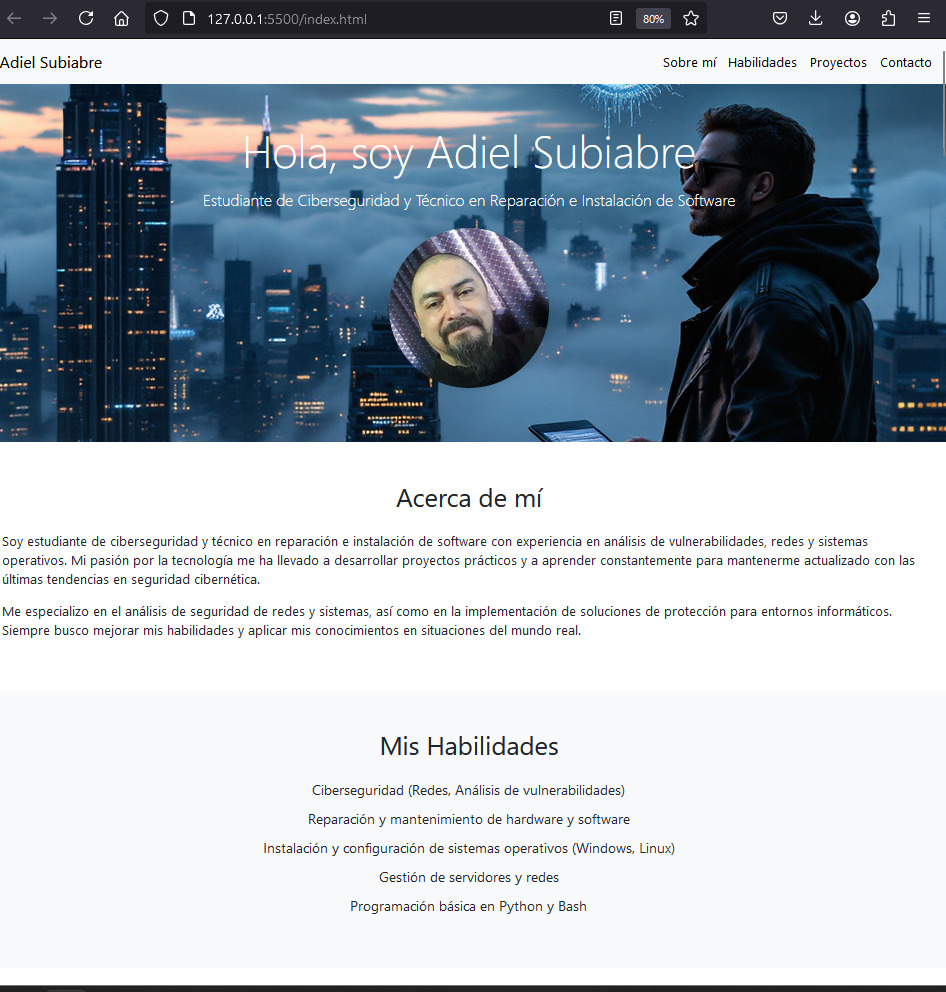 127.0.0.1:5500/index.html 80%
Adiel Subiabre
Sobre mí Habilidades Proyectos Contacto
Hola, soy Adiel Subiabre
Estudiante de Ciberseguridad y Técnico en Reparación e Instalación de Software
Acerca de mí
Soy estudiante de ciberseguridad y técnico en reparación e instalación de software con experiencia en análisis de vulnerabilidades, redes y sistemas
operativos. Mi pasión por la tecnología me ha llevado a desarrollar proyectos prácticos y a aprender constantemente para mantenerme actualizado con las
últimas tendencias en seguridad cibernética.
Me especializo en el análisis de seguridad de redes y sistemas, así como en la implementación de soluciones de protección para entornos informáticos.
Siempre busco mejorar mis habilidades y aplicar mis conocimientos en situaciones del mundo real.
Mis Habilidades
Ciberseguridad (Redes, Análisis de vulnerabilidades)
Reparación y mantenimiento de hardware y software
Instalación y configuración de sistemas operativos (Windows, Linux)
Gestión de servidores y redes
Programación básica en Python y Bash